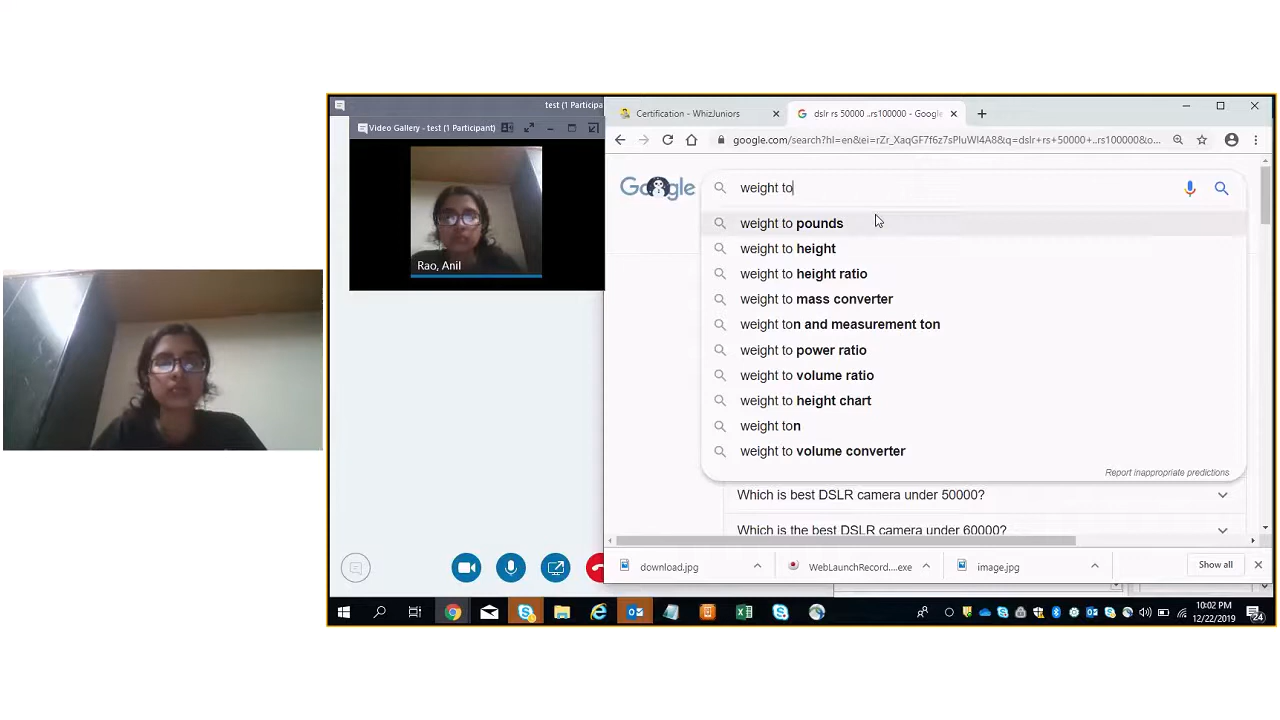 test (1 Participa
Video Gallery - test (1 Participant)
Rao, Anil
Certification - WhizJuniors
dslr rs 50000 ..rs100000 - Google
google.com/search?hl=en&ei=rZr_XaqGF7f6z7sPluWl4A8&q=dslr+rs+50000+..rs100000&o...
Google
weight to
weight to pounds
weight to height
weight to height ratio
weight to mass converter
weight ton and measurement ton
weight to power ratio
weight to volume ratio
weight to height chart
weight ton
weight to volume converter
Report inappropriate predictions
Which is best DSLR camera under 50000?
Which is the best DSLR camera under 60000?
download.jpg
WebLaunchRecord....exe
image.jpg
Show all
10:02 PM
12/22/2019
24